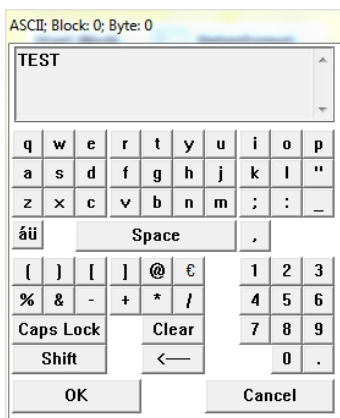 ASCII; Block: 0; Byte: 0
TEST
q w e r t y u i o p
a s d f g h j k l "
z x c v b n m ; : _
áü Space ,
( ) [ ] @ € 1 2 3
% & - + * / 4 5 6
Caps Lock Clear 7 8 9
Shift <— 0 .
OK Cancel